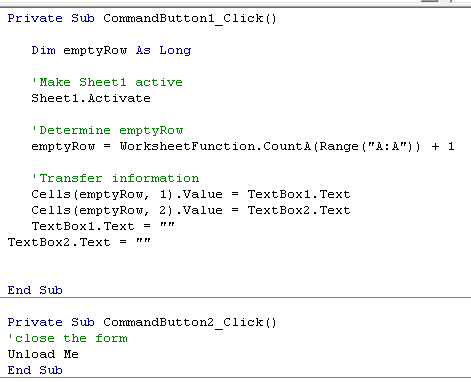 Private Sub CommandButton1_Click()
Dim emptyRow As Long
'Make Sheet1 active
Sheet1.Activate
'Determine emptyRow
emptyRow = WorksheetFunction.CountA(Range("A:A")) + 1
'Transfer information
Cells(emptyRow, 1).Value = TextBox1.Text
Cells(emptyRow, 2).Value = TextBox2.Text
TextBox1.Text = ""
TextBox2.Text = ""
End Sub
Private Sub CommandButton2_Click()
'close the form
Unload Me
End Sub